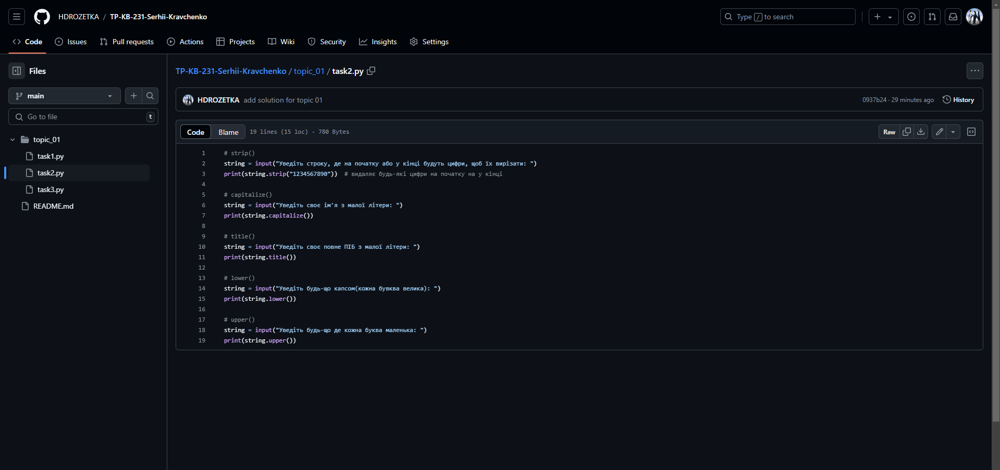 HDROZETKA / TP-KB-231-Serhii-Kravchenko
Type / to search
Code Issues Pull requests Actions Projects Wiki Security Insights Settings
Files
main
Go to file t
topic_01
task1.py
task2.py
task3.py
README.md
TP-KB-231-Serhii-Kravchenko / topic_01 / task2.py
HDROZETKA add solution for topic 01
0937b24 · 29 minutes ago History
Code Blame 19 lines (15 loc) · 780 Bytes
Raw
1 # strip()
2 string = input("Уведіть строку, де на початку або у кінці будуть цифри, щоб їх вирізати: ")
3 print(string.strip("1234567890")) # видаляє будь-які цифри на початку на у кінці
4
5 # capitalize()
6 string = input("Уведіть своє ім'я з малої літери: ")
7 print(string.capitalize())
8
9 # title()
10 string = input("Уведіть своє повне ПІБ з малої літери: ")
11 print(string.title())
12
13 # lower()
14 string = input("Уведіть будь-що капсом(кожна бувква велика): ")
15 print(string.lower())
16
17 # upper()
18 string = input("Уведіть будь-що де кожна буква маленька: ")
19 print(string.upper())